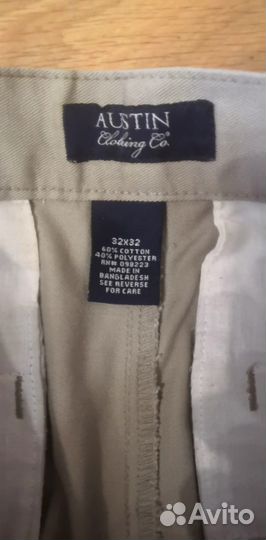 AUSTIN
Clothing Co.®
32X32
60% COTTON
40% POLYESTER
RN# 098223
MADE IN
BANGLADESH
SEE REVERSE
FOR CARE
Avito